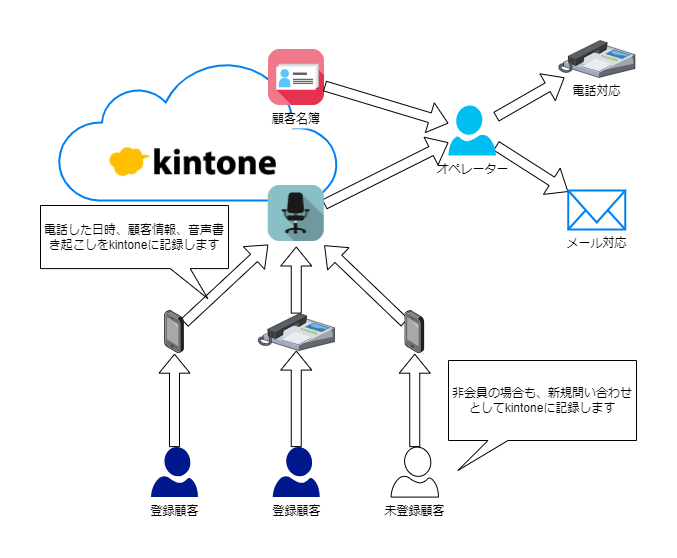 電話対応
顧客名簿
kintone
オペレーター
電話した日時、顧客情報、音声書
き起こしをkintoneに記録します
メール対応
非会員の場合も、新規問い合わせ
としてkintoneに記録します
登録顧客
登録顧客
未登録顧客